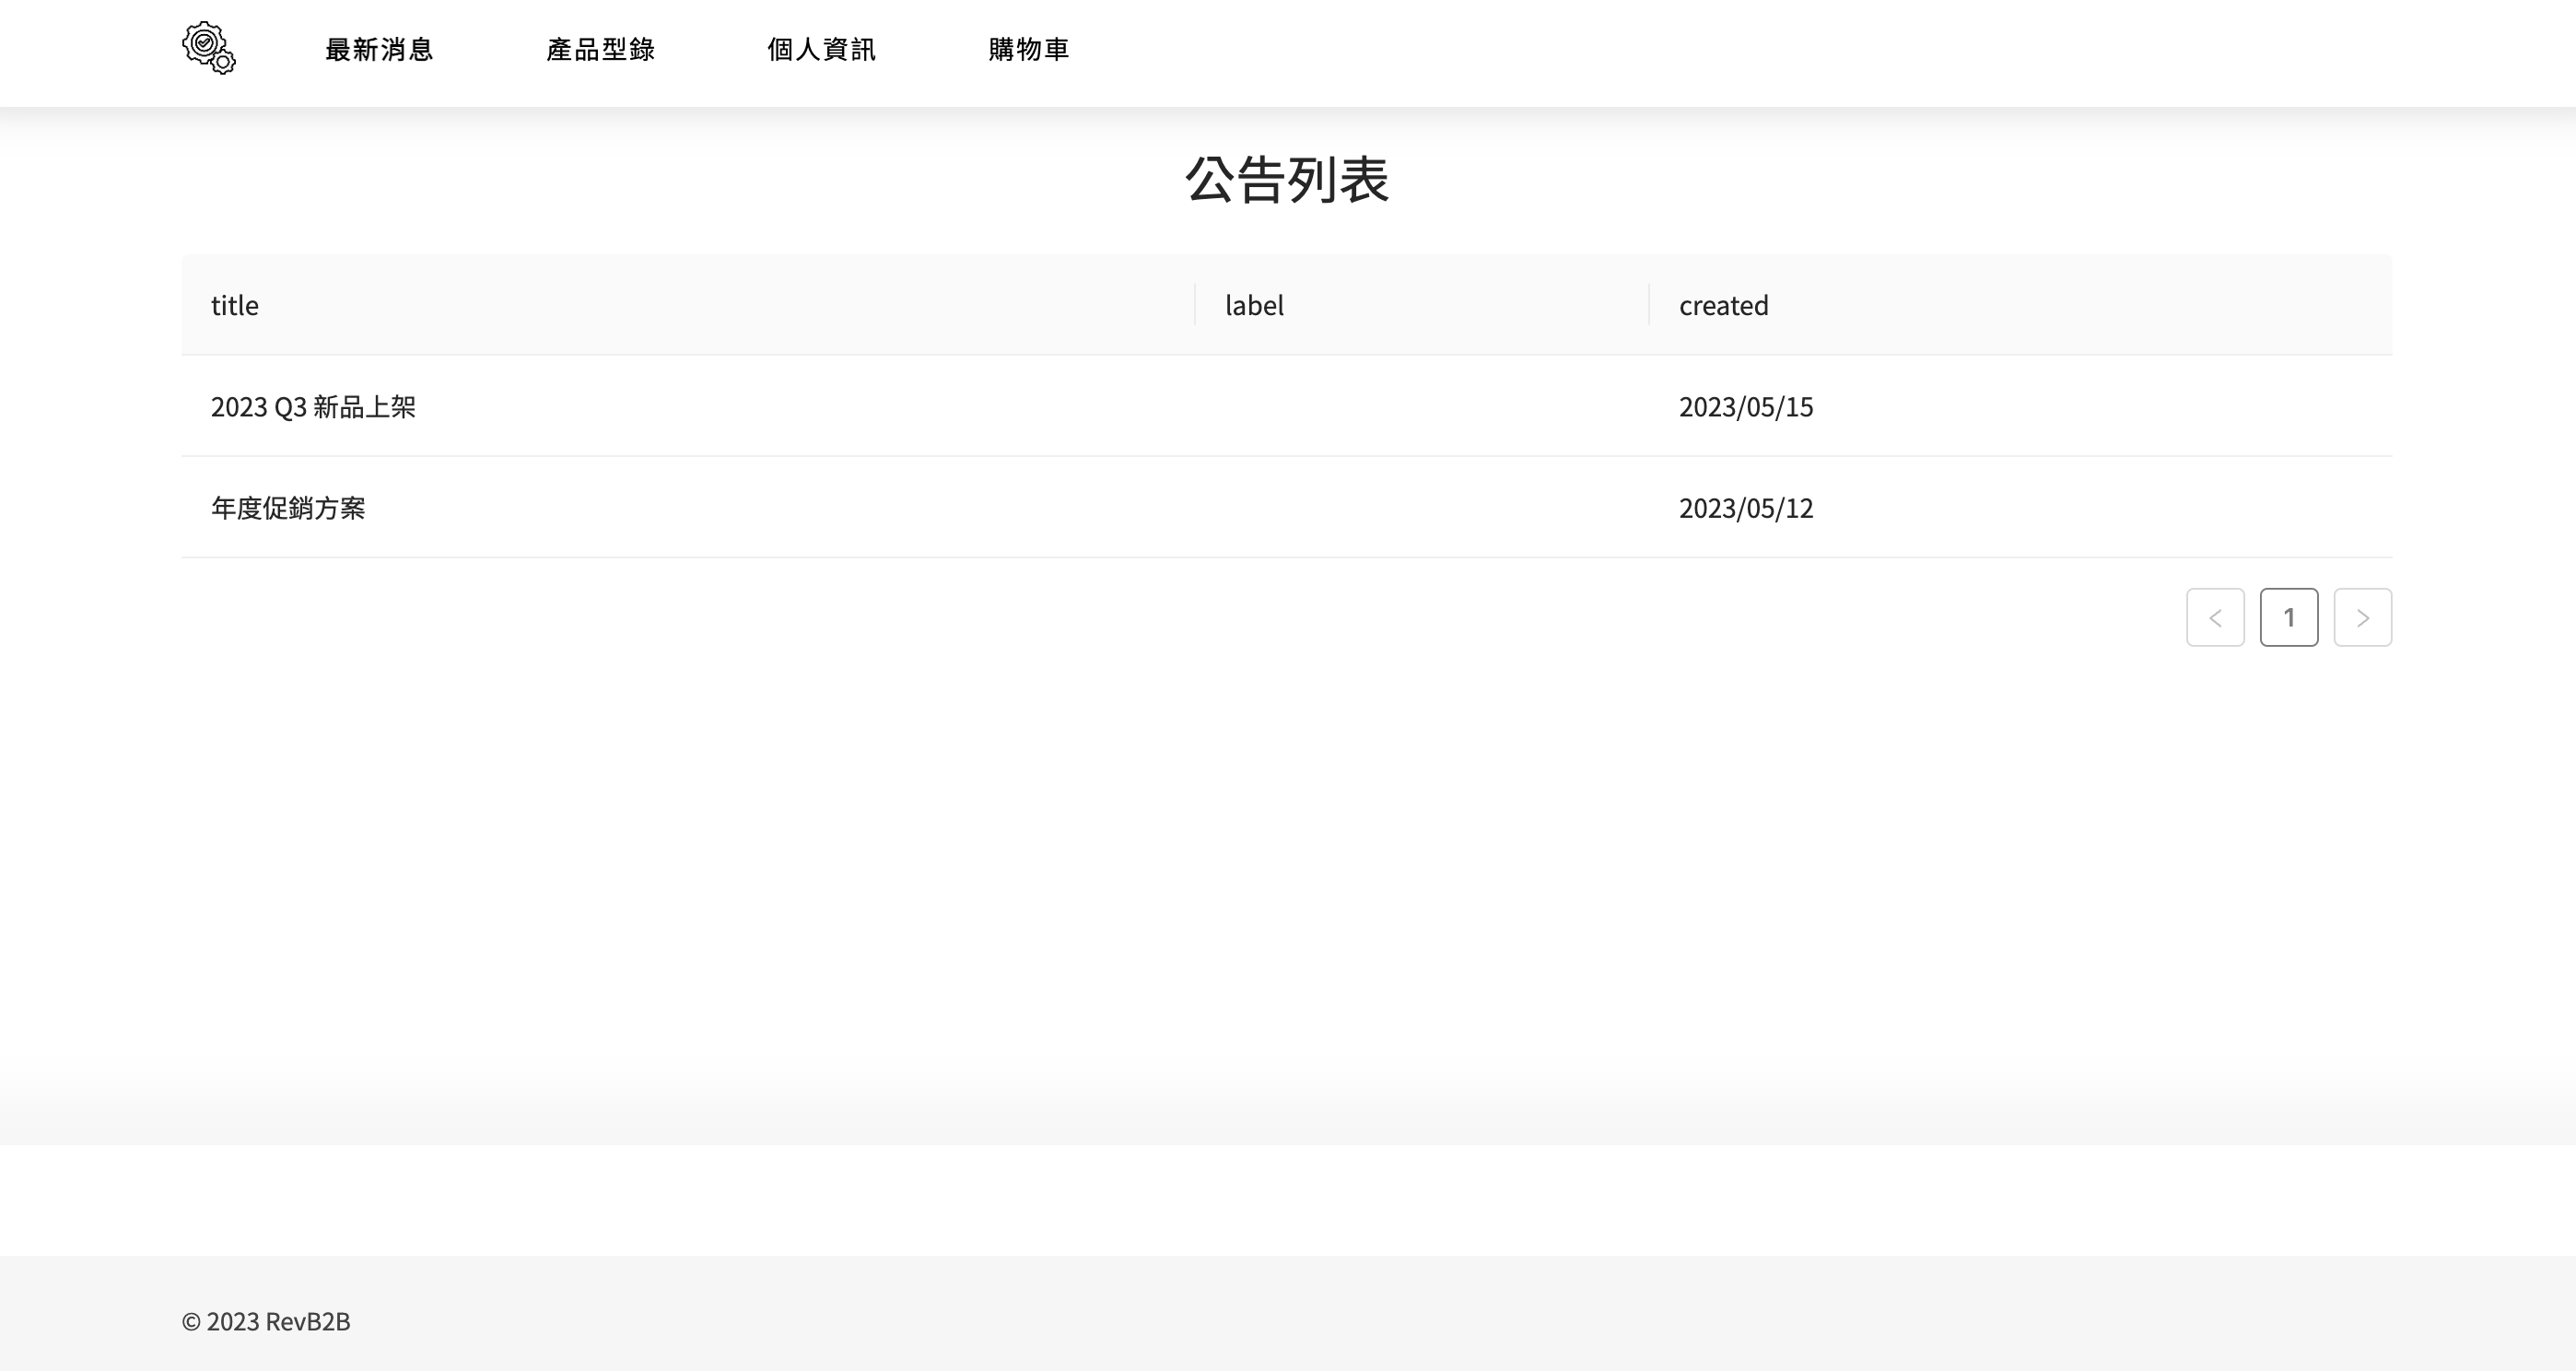 最新消息 產品型錄 個人資訊 購物車
公告列表
title label created
2023 Q3 新品上架 2023/05/15
年度促銷方案 2023/05/12
1
© 2023 RevB2B